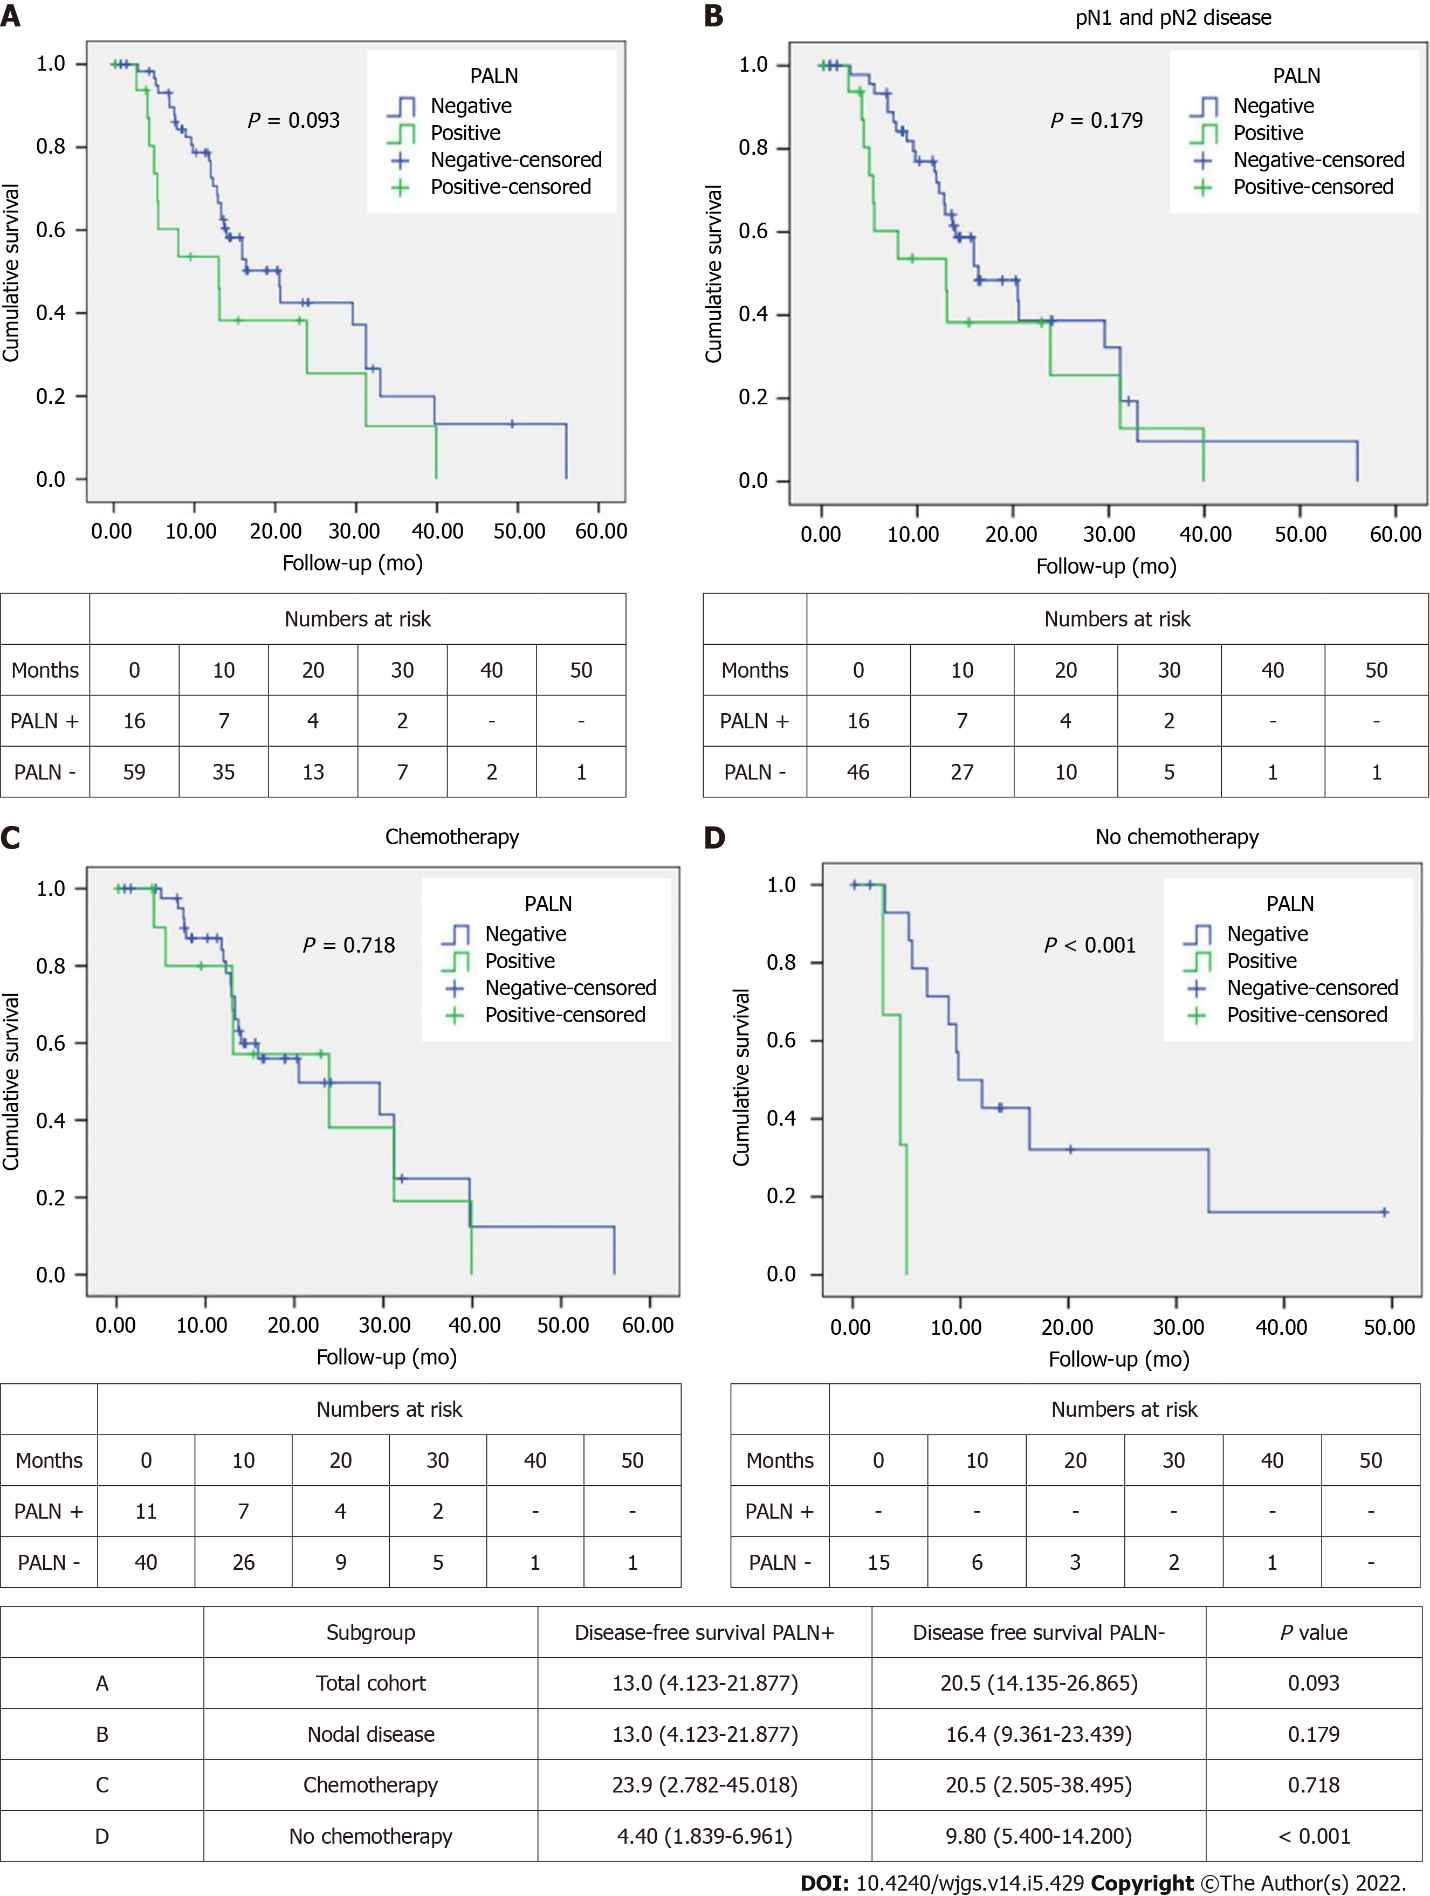 A
1.0
0.8
0.6
0.4
0.2
0.0
Cumulative survival
P = 0.093
PALN
Negative
Positive
Negative-censored
Positive-censored
0.00 10.00 20.00 30.00 40.00 50.00 60.00
Follow-up (mo)
Numbers at risk
Months 0 10 20 30 40 50
PALN + 16 7 4 2 - -
PALN - 59 35 13 7 2 1
B
pN1 and pN2 disease
1.0
0.8
0.6
0.4
0.2
0.0
Cumulative survival
P = 0.179
PALN
Negative
Positive
Negative-censored
Positive-censored
0.00 10.00 20.00 30.00 40.00 50.00 60.00
Follow-up (mo)
Numbers at risk
Months 0 10 20 30 40 50
PALN + 16 7 4 2 - -
PALN - 46 27 10 5 1 1
C
Chemotherapy
1.0
0.8
0.6
0.4
0.2
0.0
Cumulative survival
P = 0.718
PALN
Negative
Positive
Negative-censored
Positive-censored
0.00 10.00 20.00 30.00 40.00 50.00 60.00
Follow-up (mo)
Numbers at risk
Months 0 10 20 30 40 50
PALN + 11 7 4 2 - -
PALN - 40 26 9 5 1 1
D
No chemotherapy
1.0
0.8
0.6
0.4
0.2
0.0
Cumulative survival
P < 0.001
PALN
Negative
Positive
Negative-censored
Positive-censored
0.00 10.00 20.00 30.00 40.00 50.00
Follow-up (mo)
Numbers at risk
Months 0 10 20 30 40 50
PALN + - - - - - -
PALN - 15 6 3 2 1 -
Subgroup Disease-free survival PALN+ Disease free survival PALN- P value
A Total cohort 13.0 (4.123-21.877) 20.5 (14.135-26.865) 0.093
B Nodal disease 13.0 (4.123-21.877) 16.4 (9.361-23.439) 0.179
C Chemotherapy 23.9 (2.782-45.018) 20.5 (2.505-38.495) 0.718
D No chemotherapy 4.40 (1.839-6.961) 9.80 (5.400-14.200) < 0.001
DOI: 10.4240/wjgs.v14.i5.429 Copyright ©The Author(s) 2022.